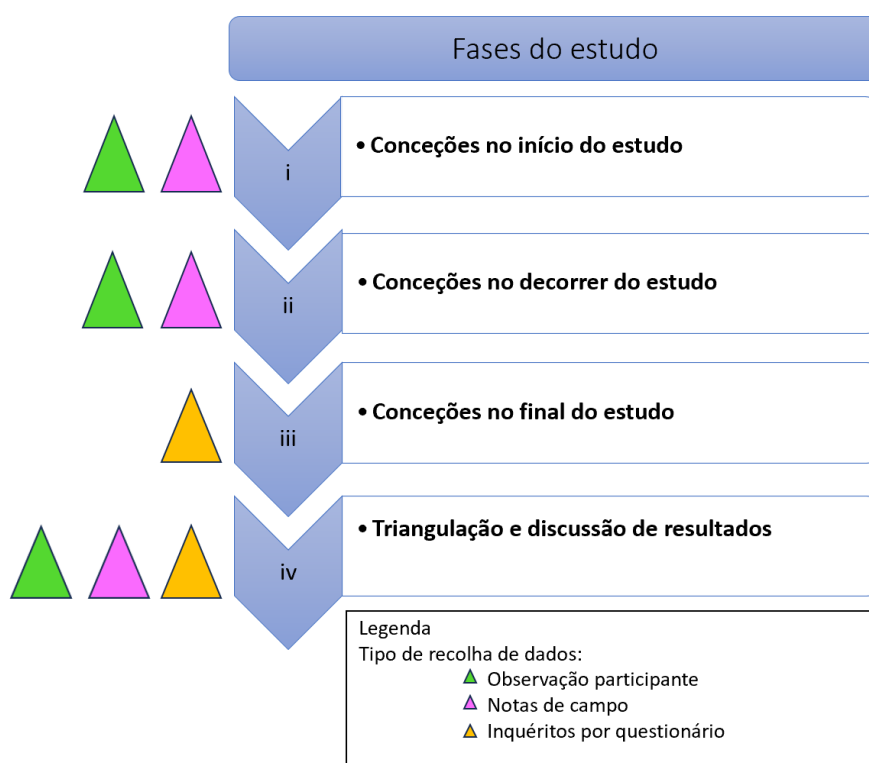 Fases do estudo
i
• Conceções no início do estudo
ii
• Conceções no decorrer do estudo
iii
• Conceções no final do estudo
iv
• Triangulação e discussão de resultados
Legenda
Tipo de recolha de dados:
Observação participante
Notas de campo
Inquéritos por questionário